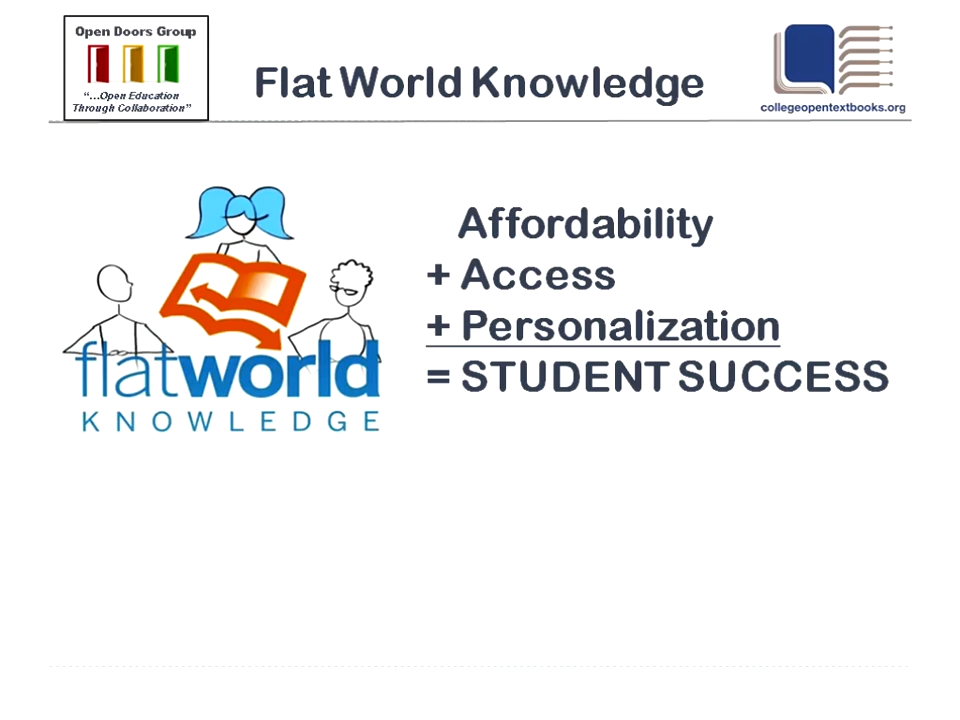 Open Doors Group
"...Open Education
Through Collaboration"
Flat World Knowledge
collegeopentextbooks.org
flatworld
KNOWLEDGE
Affordability
+ Access
+ Personalization
= STUDENT SUCCESS